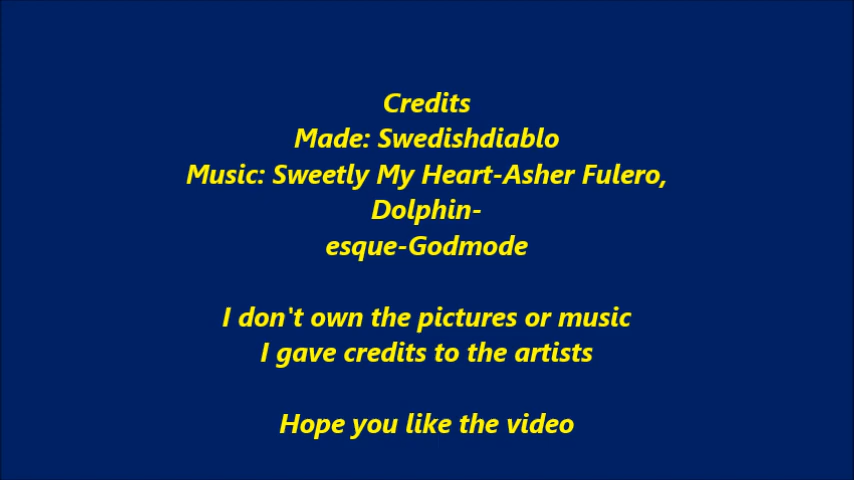 Credits
Made: Swedishdiablo
Music: Sweetly My Heart-Asher Fulero,
Dolphin-
esque-Godmode
I don't own the pictures or music
I gave credits to the artists
Hope you like the video